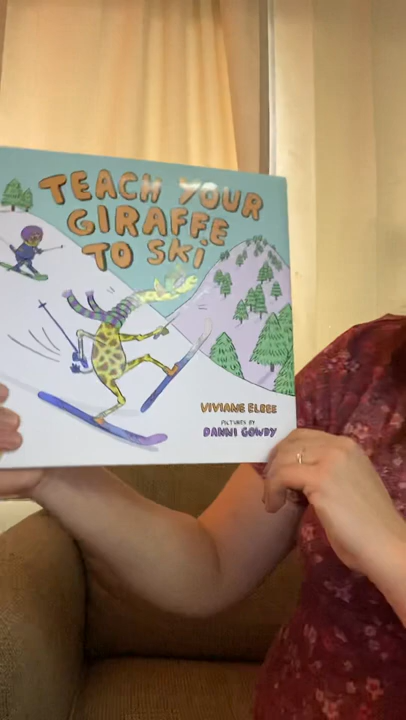 TEACH YOUR
GIRAFFE
TO SKi
VIVIANE ELBEE
PICTURES BY
DANNI GOWDY